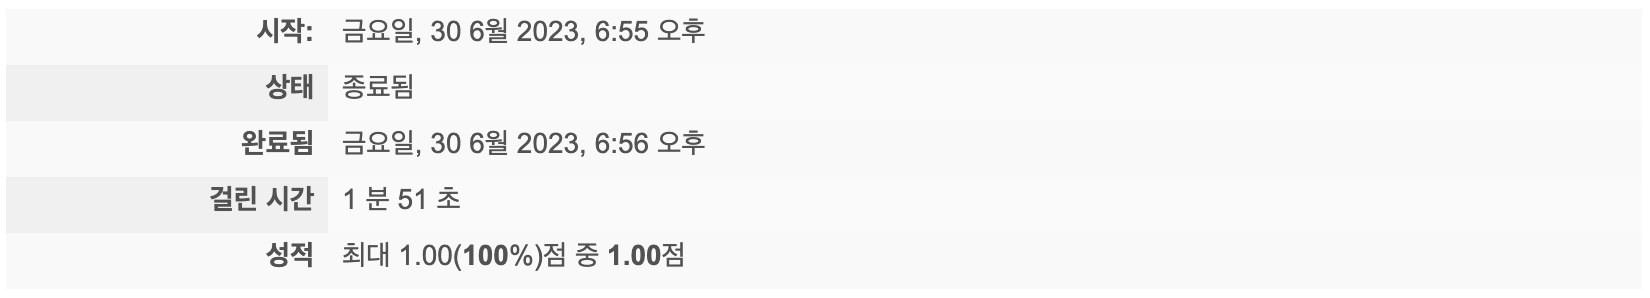 시작: 금요일, 30 6월 2023, 6:55 오후
상태 종료됨
완료됨 금요일, 30 6월 2023, 6:56 오후
걸린 시간 1 분 51 초
성적 최대 1.00(100%)점 중 1.00점